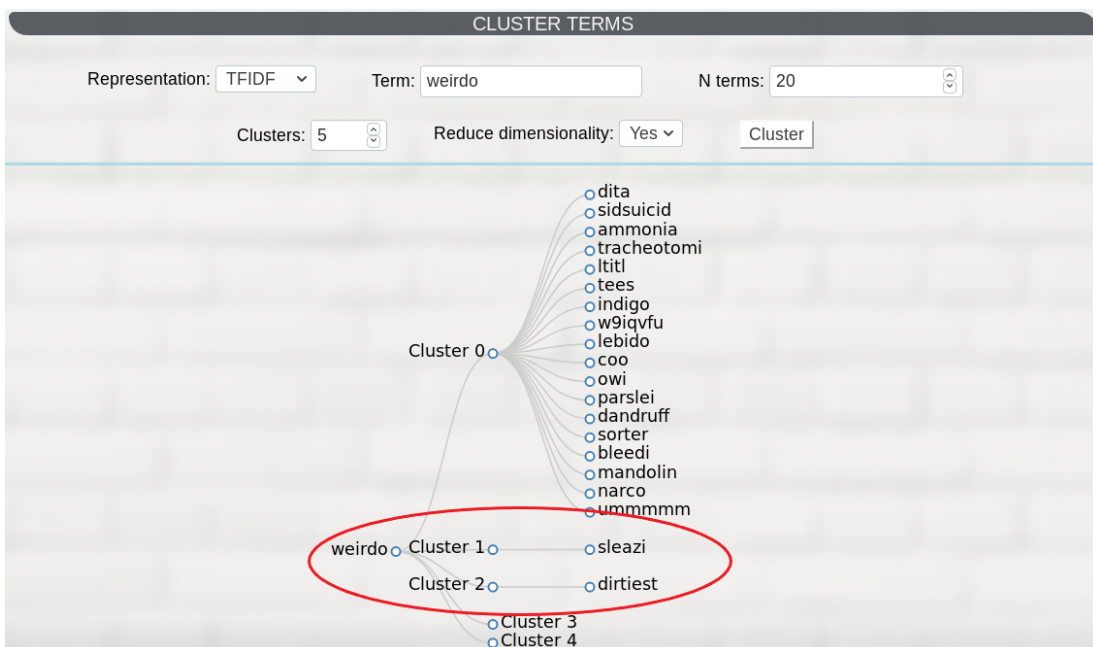 CLUSTER TERMS
Representation: TFIDF Term: weirdo N terms: 20
Clusters: 5 Reduce dimensionality: Yes Cluster
dita
sidsuicid
ammonia
tracheotomi
ltitl
tees
indigo
w9iqvfu
lebido
Cluster 0
coo
owi
parslei
dandruff
sorter
bleedi
mandolin
narco
ummmmm
weirdo Cluster 1 sleazi
Cluster 2 dirtiest
Cluster 3
Cluster 4